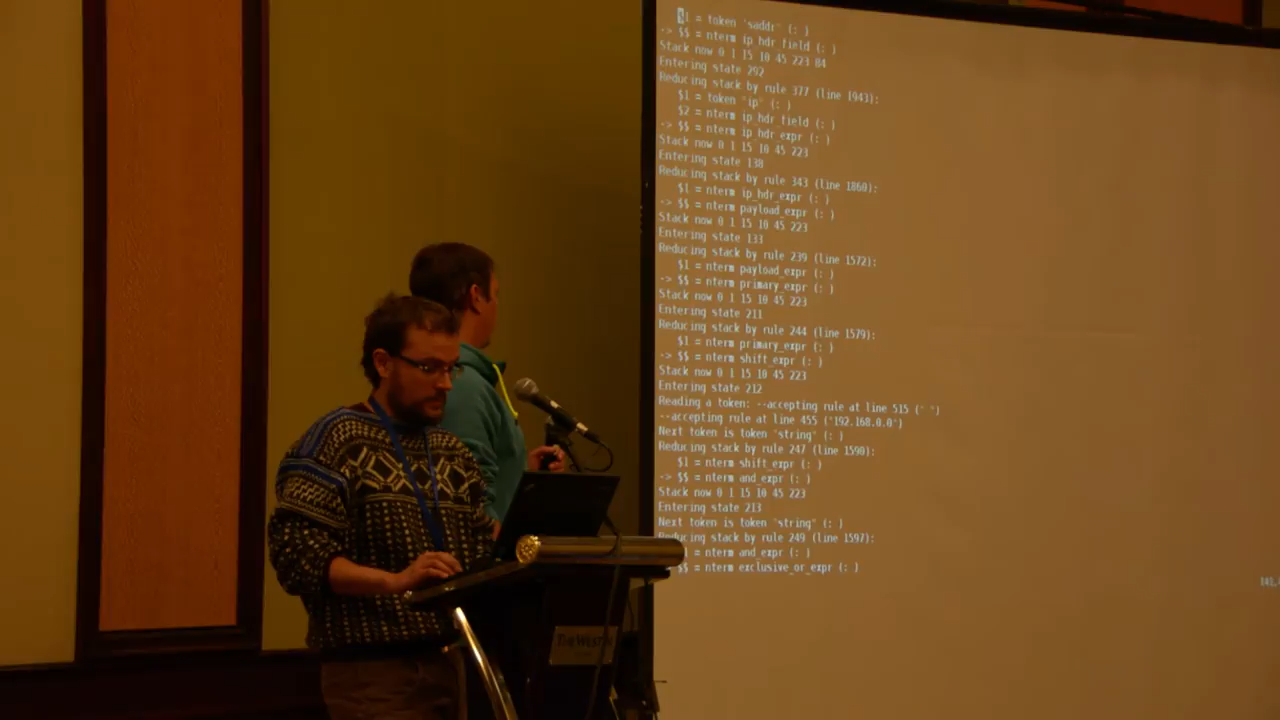 $1 = token "saddr" (: )
-> $$ = nterm ip_hdr_field (: )
Stack now 0 1 15 10 45 223 84
Entering state 292
Reducing stack by rule 377 (line 1943):
$1 = token "ip" (: )
$2 = nterm ip_hdr_field (: )
-> $$ = nterm ip_hdr_expr (: )
Stack now 0 1 15 10 45 223
Entering state 138
Reducing stack by rule 343 (line 1860):
$1 = nterm ip_hdr_expr (: )
-> $$ = nterm payload_expr (: )
Stack now 0 1 15 10 45 223
Entering state 133
Reducing stack by rule 239 (line 1572):
$1 = nterm payload_expr (: )
-> $$ = nterm primary_expr (: )
Stack now 0 1 15 10 45 223
Entering state 211
Reducing stack by rule 244 (line 1579):
$1 = nterm primary_expr (: )
-> $$ = nterm shift_expr (: )
Stack now 0 1 15 10 45 223
Entering state 212
Reading a token: --accepting rule at line 515 (" ")
--accepting rule at line 455 ("192.168.0.0")
Next token is token "string" (: )
Reducing stack by rule 247 (line 1590):
$1 = nterm shift_expr (: )
-> $$ = nterm and_expr (: )
Stack now 0 1 15 10 45 223
Entering state 213
Next token is token "string" (: )
Reducing stack by rule 249 (line 1597):
= nterm and_expr (: )
$$ = nterm exclusive_or_expr (: )
THE WESTIN